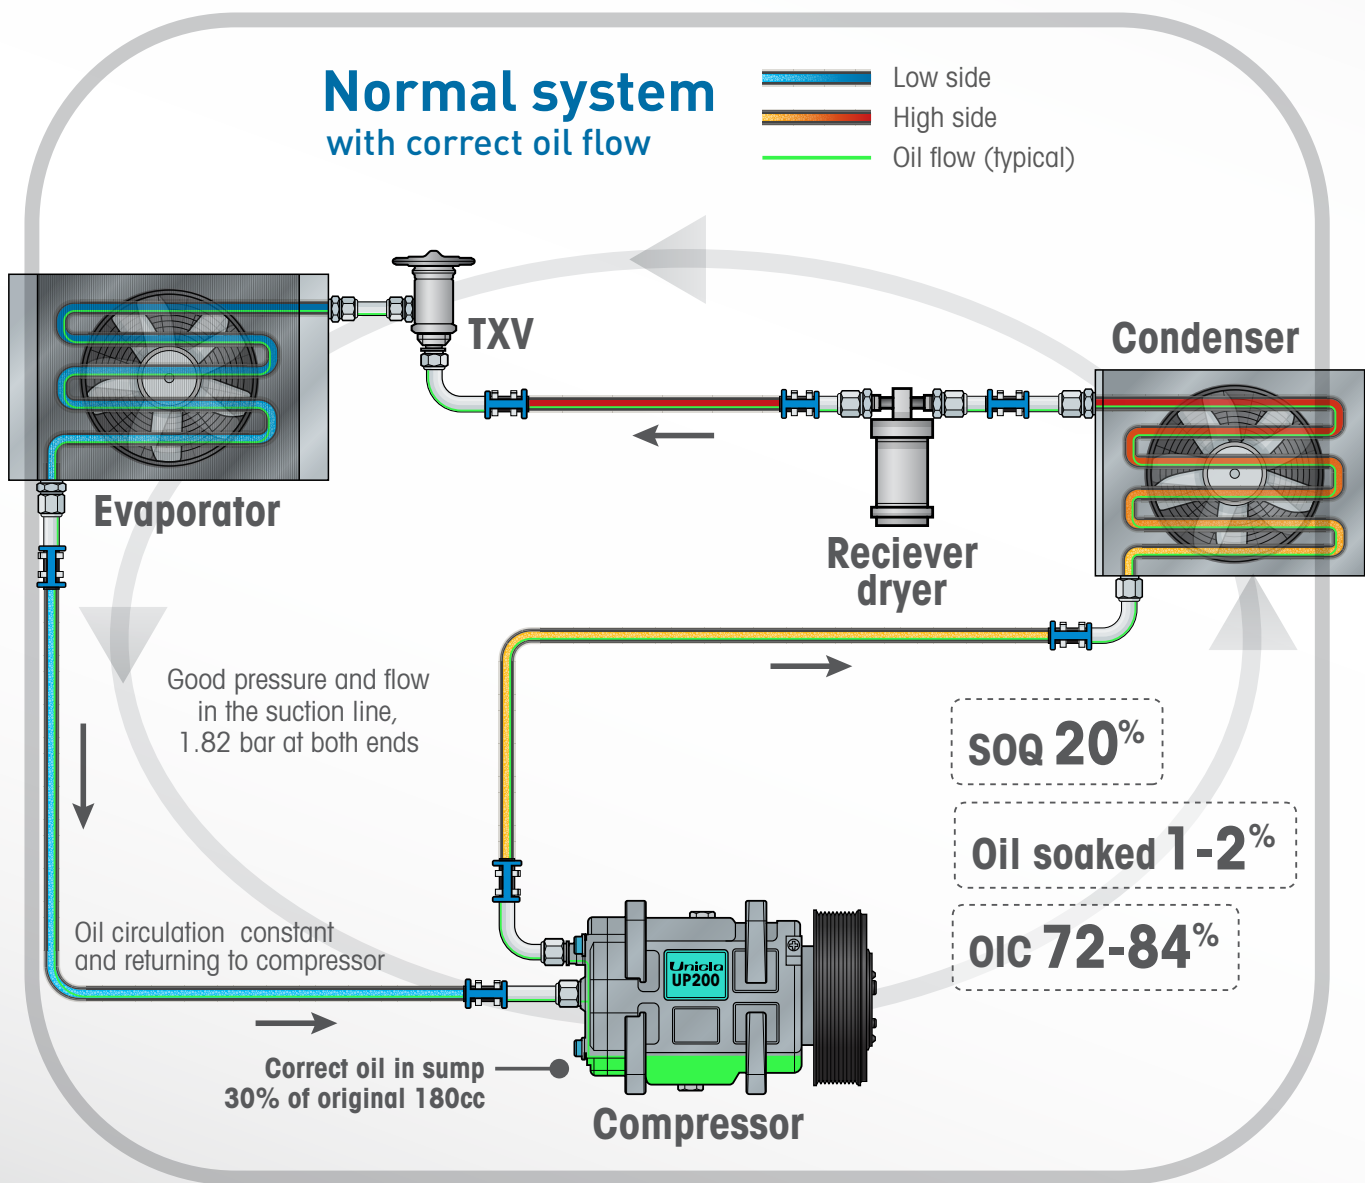 Normal system
with correct oil flow
Low side
High side
Oil flow (typical)
TXV
Condenser
Evaporator
Reciever
dryer
Good pressure and flow
in the suction line,
1.82 bar at both ends
SOQ 20%
Oil soaked 1-2%
OIC 72-84%
Oil circulation constant
and returning to compressor
Unicla
UP200
Correct oil in sump
30% of original 180cc
Compressor